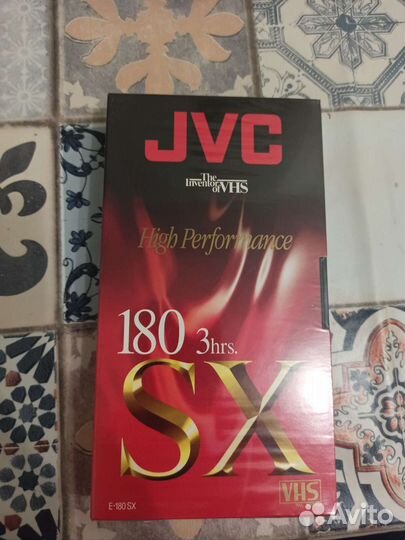 JVC
The
Inventor
of VHS
High Performance
180 3hrs.
SX
VHS
E-180 SX
Avito